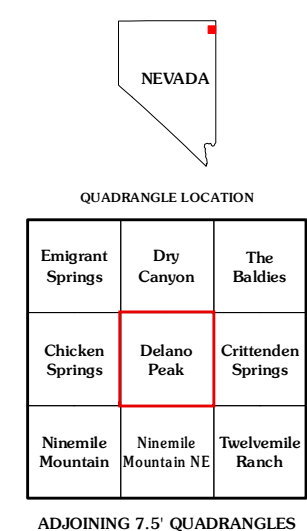 NEVADA
QUADRANGLE LOCATION
Emigrant
Springs
Dry
Canyon
The
Baldies
Chicken
Springs
Delano
Peak
Crittenden
Springs
Ninemile
Mountain
Ninemile
Mountain NE
Twelvemile
Ranch
ADJOINING 7.5' QUADRANGLES